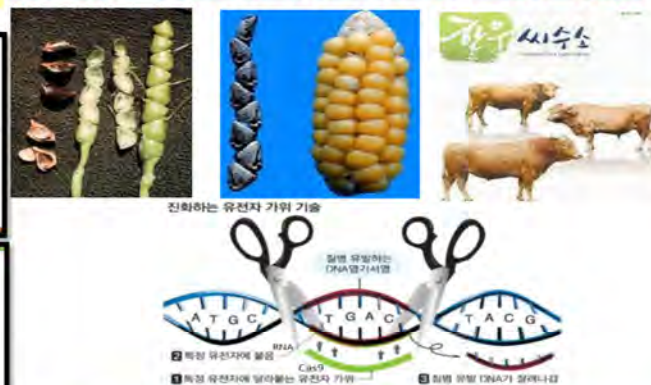 한우 씨수소
진화하는 유전자 가위 기술
질병 유발하는
DNA염기서열
A T G C
T G A C
T A C G
RNA
2 특정 유전자에 붙음
Cas9
1 특정 유전자에 달라붙는 유전자 가위
3 질병 유발 DNA가 잘려나감